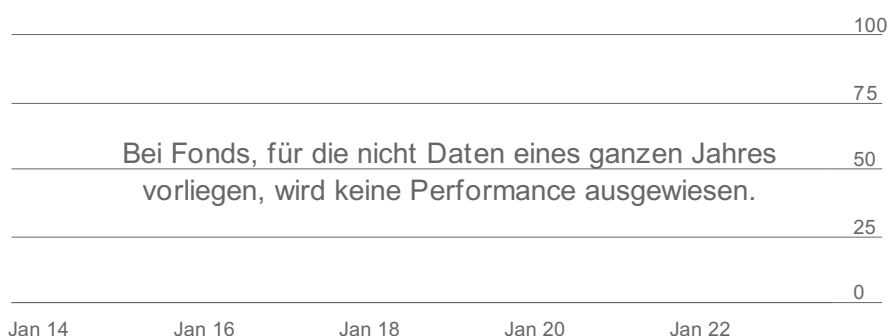 100
75
Bei Fonds, für die nicht Daten eines ganzen Jahres
50
vorliegen, wird keine Performance ausgewiesen.
25
0
Jan 14 Jan 16 Jan 18 Jan 20 Jan 22